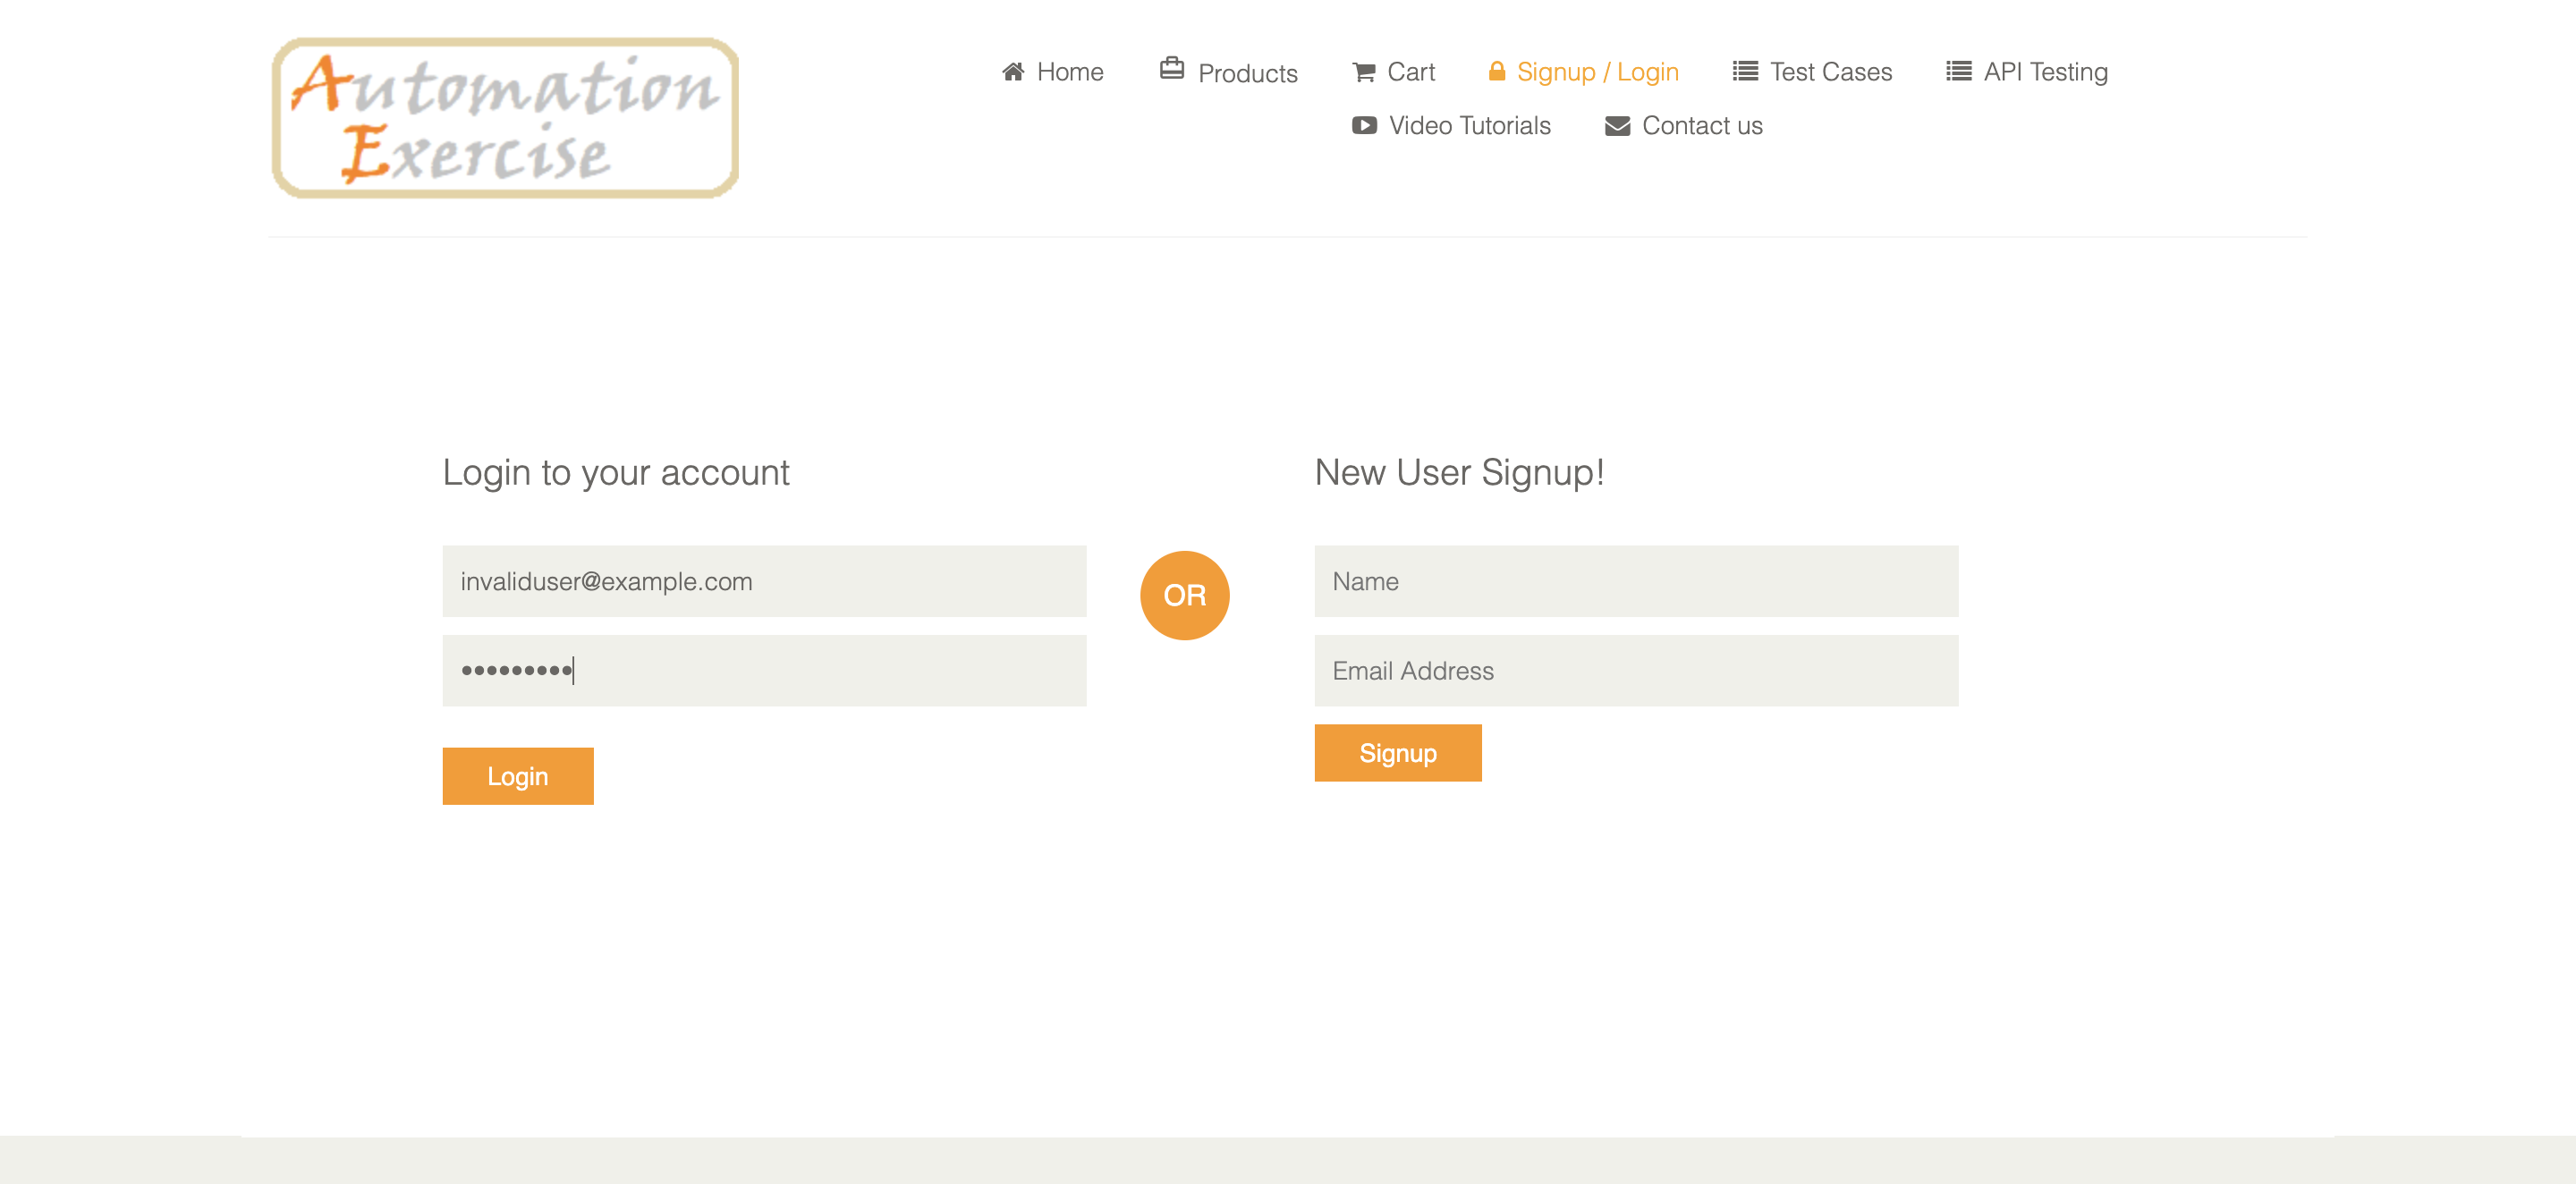 Automation
Exercise
Home Products Cart Signup / Login Test Cases API Testing
Video Tutorials Contact us
Login to your account
invaliduser@example.com
•••••••••
Login
OR
New User Signup!
Name
Email Address
Signup